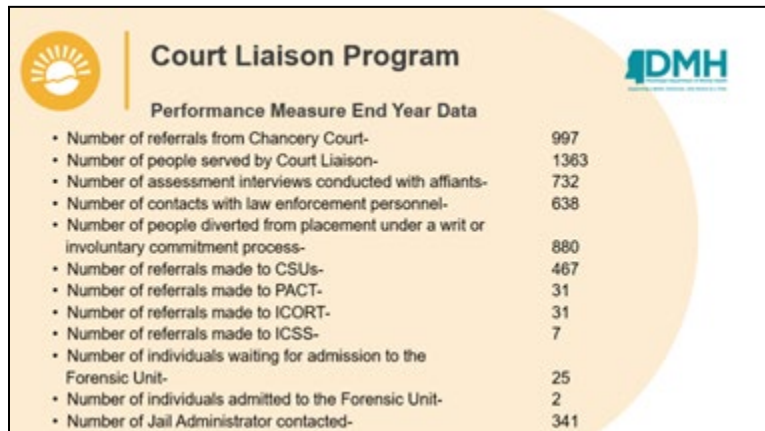 Court Liaison Program
DMH
Performance Measure End Year Data
• Number of referrals from Chancery Court- 997
• Number of people served by Court Liaison- 1363
• Number of assessment interviews conducted with affiants- 732
• Number of contacts with law enforcement personnel- 638
• Number of people diverted from placement under a writ or
involuntary commitment process- 880
• Number of referrals made to CSUs- 467
• Number of referrals made to PACT- 31
• Number of referrals made to ICORT- 31
• Number of referrals made to ICSS- 7
• Number of individuals waiting for admission to the
Forensic Unit- 25
• Number of individuals admitted to the Forensic Unit- 2
• Number of Jail Administrator contacted- 341